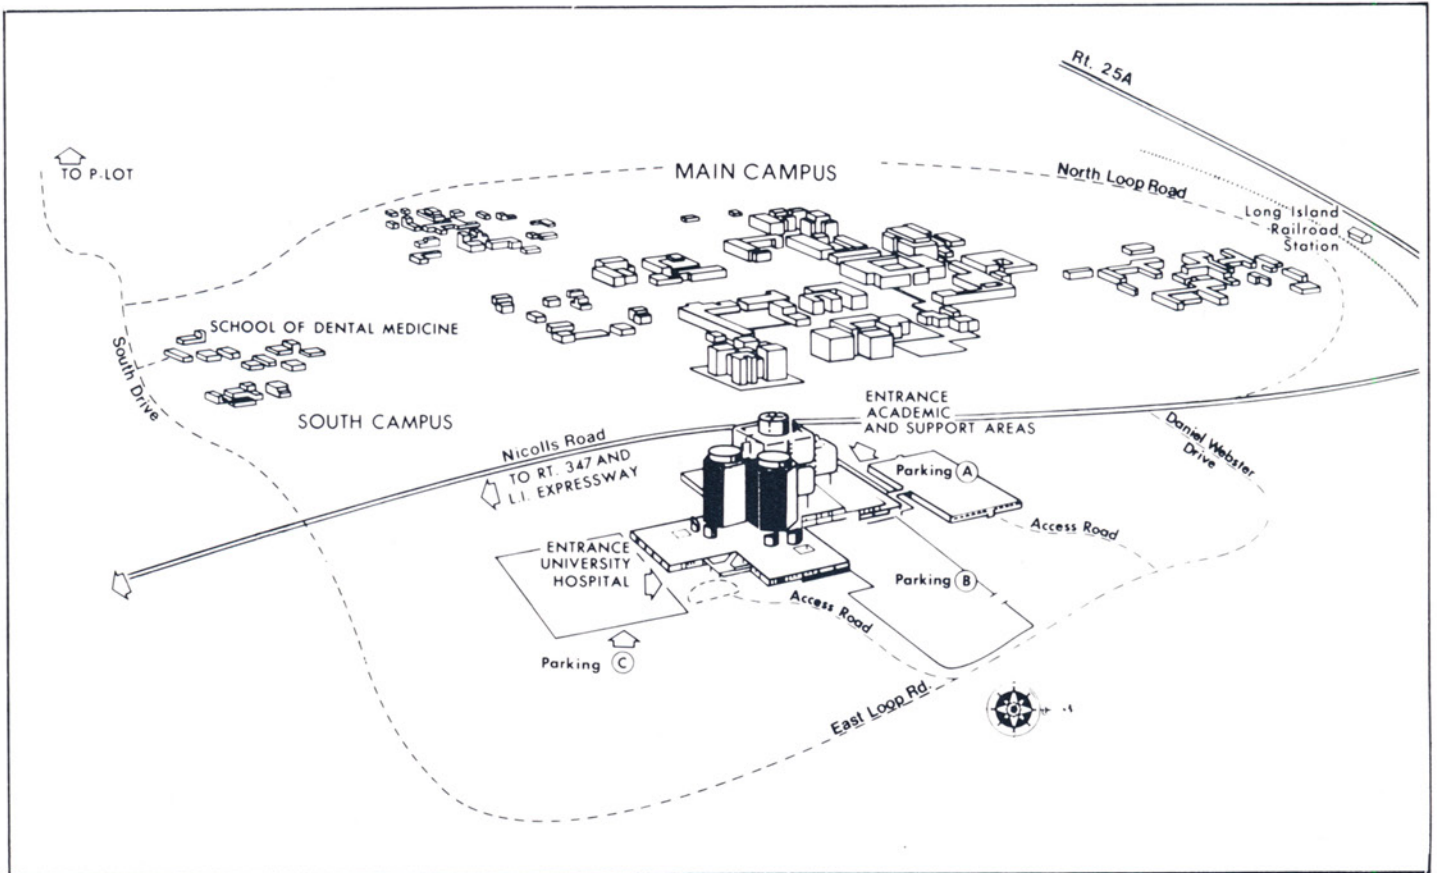 Rt. 25A
TO P-LOT
MAIN CAMPUS
North Loop Road
Long Island
Railroad
Station
SCHOOL OF DENTAL MEDICINE
South Drive
SOUTH CAMPUS
ENTRANCE
ACADEMIC
AND SUPPORT AREAS
Nicolls Road
TO RT. 347 AND
L.I. EXPRESSWAY
Daniel Webster
Drive
Parking A
Access Road
ENTRANCE
UNIVERSITY
HOSPITAL
Parking B
Access Road
Parking C
East Loop Rd.